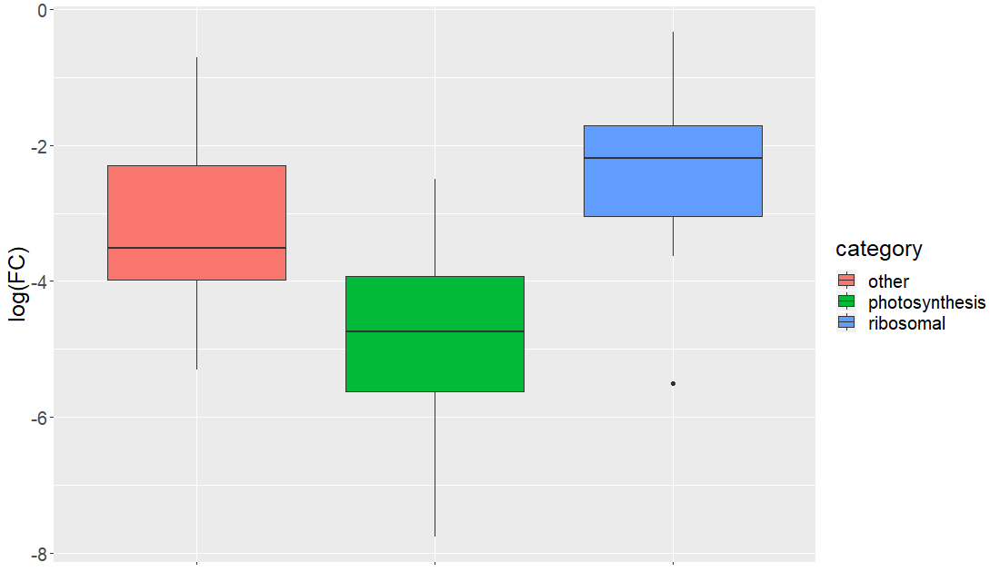 0
-2
-4
-6
-8
log(FC)
category
other
photosynthesis
ribosomal